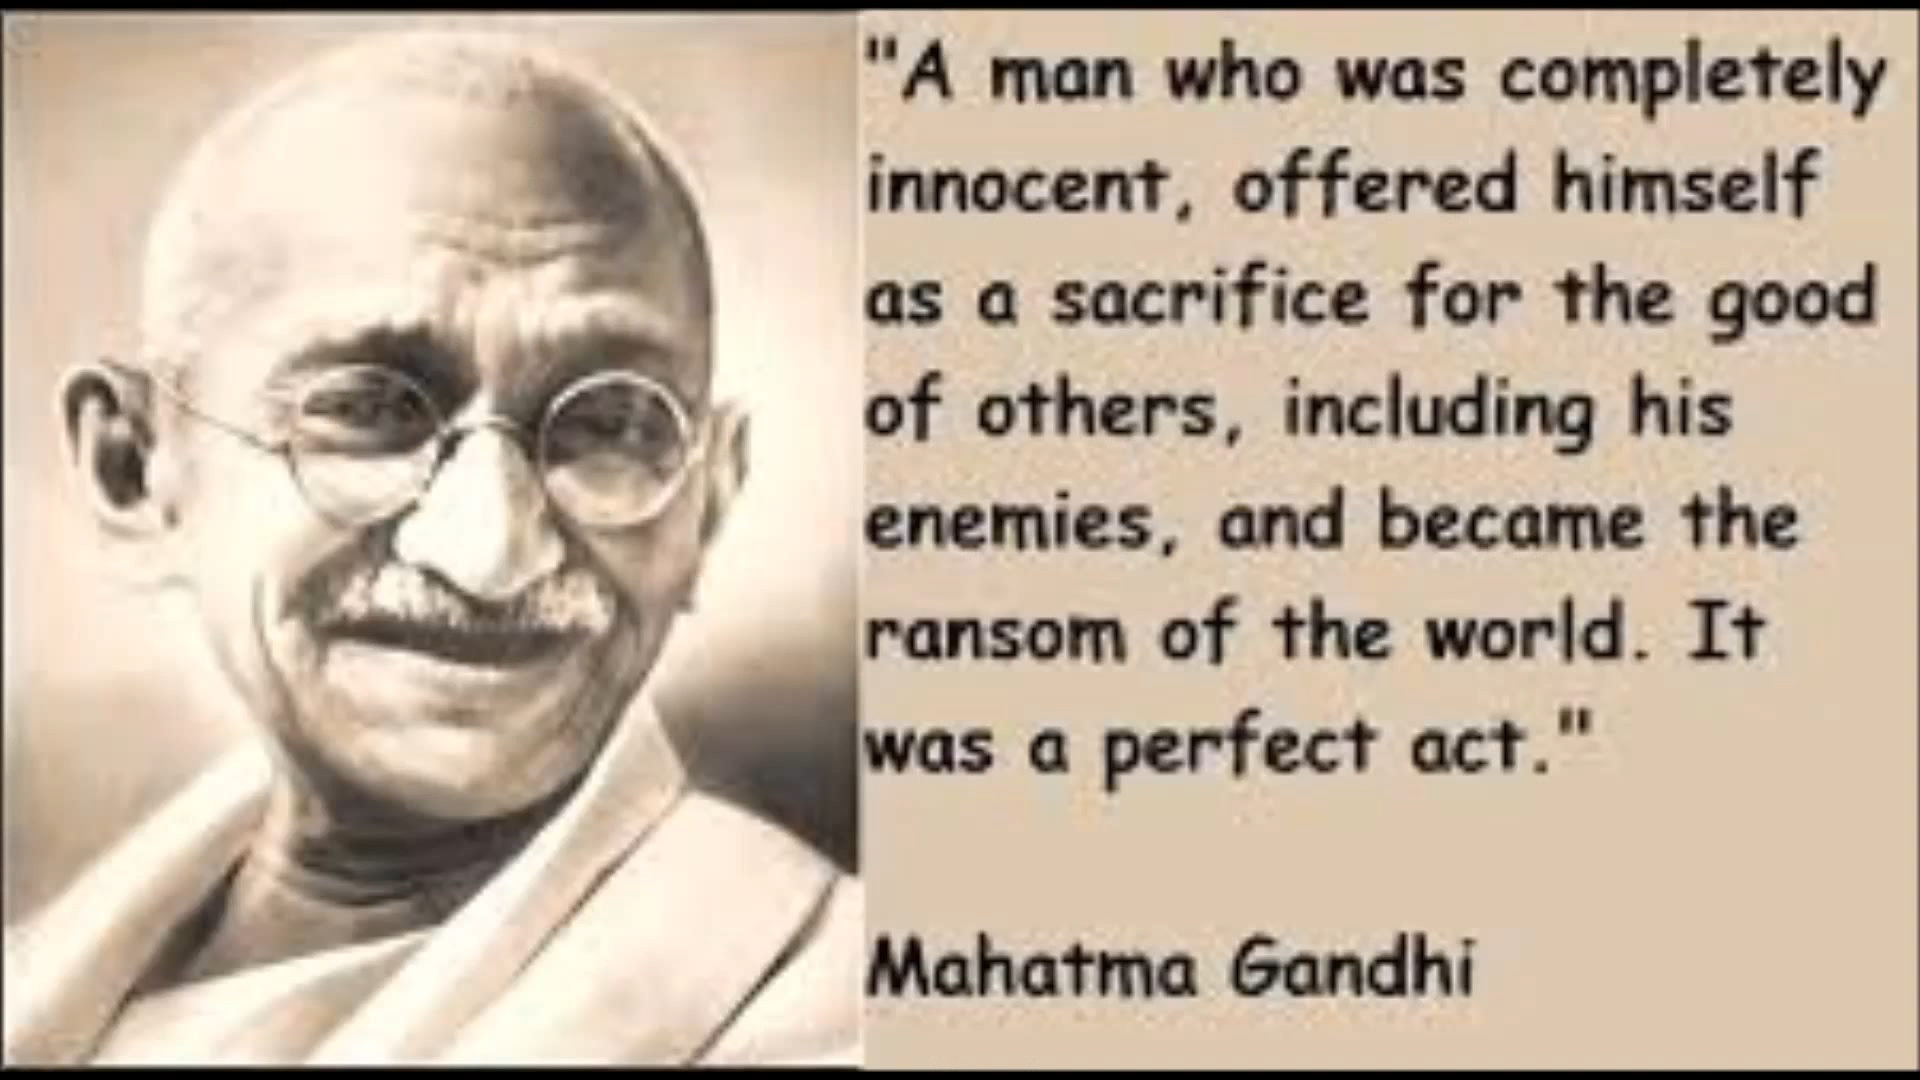 "A man who was completely
innocent, offered himself
as a sacrifice for the good
of others, including his
enemies, and became the
ransom of the world. It
was a perfect act."
Mahatma Gandhi